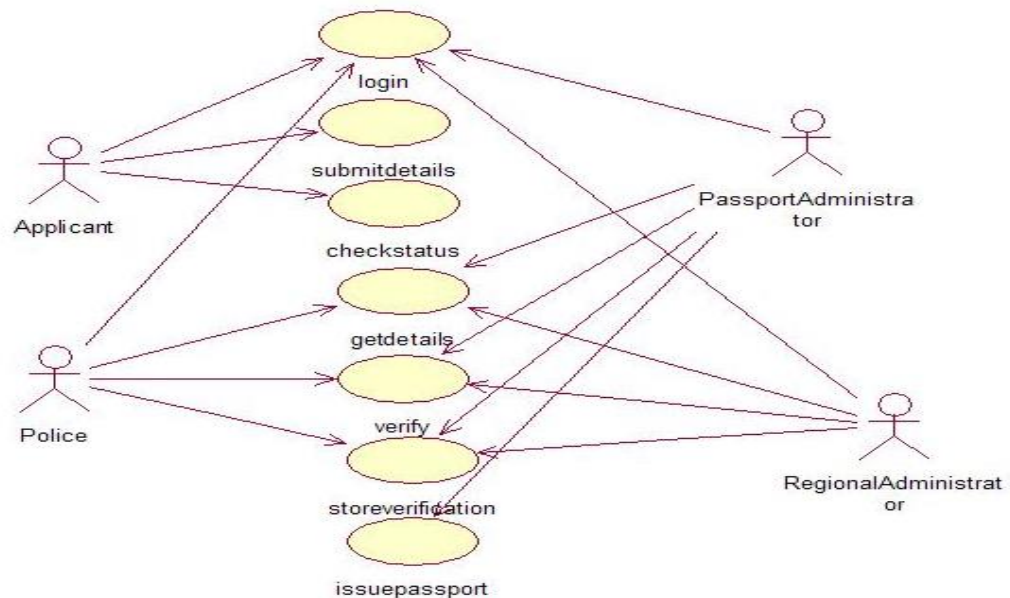 login
submitdetails
Applicant
PassportAdministra
tor
checkstatus
getdetails
Police
verify
RegionalAdministrat
or
storeverification
issuepassport